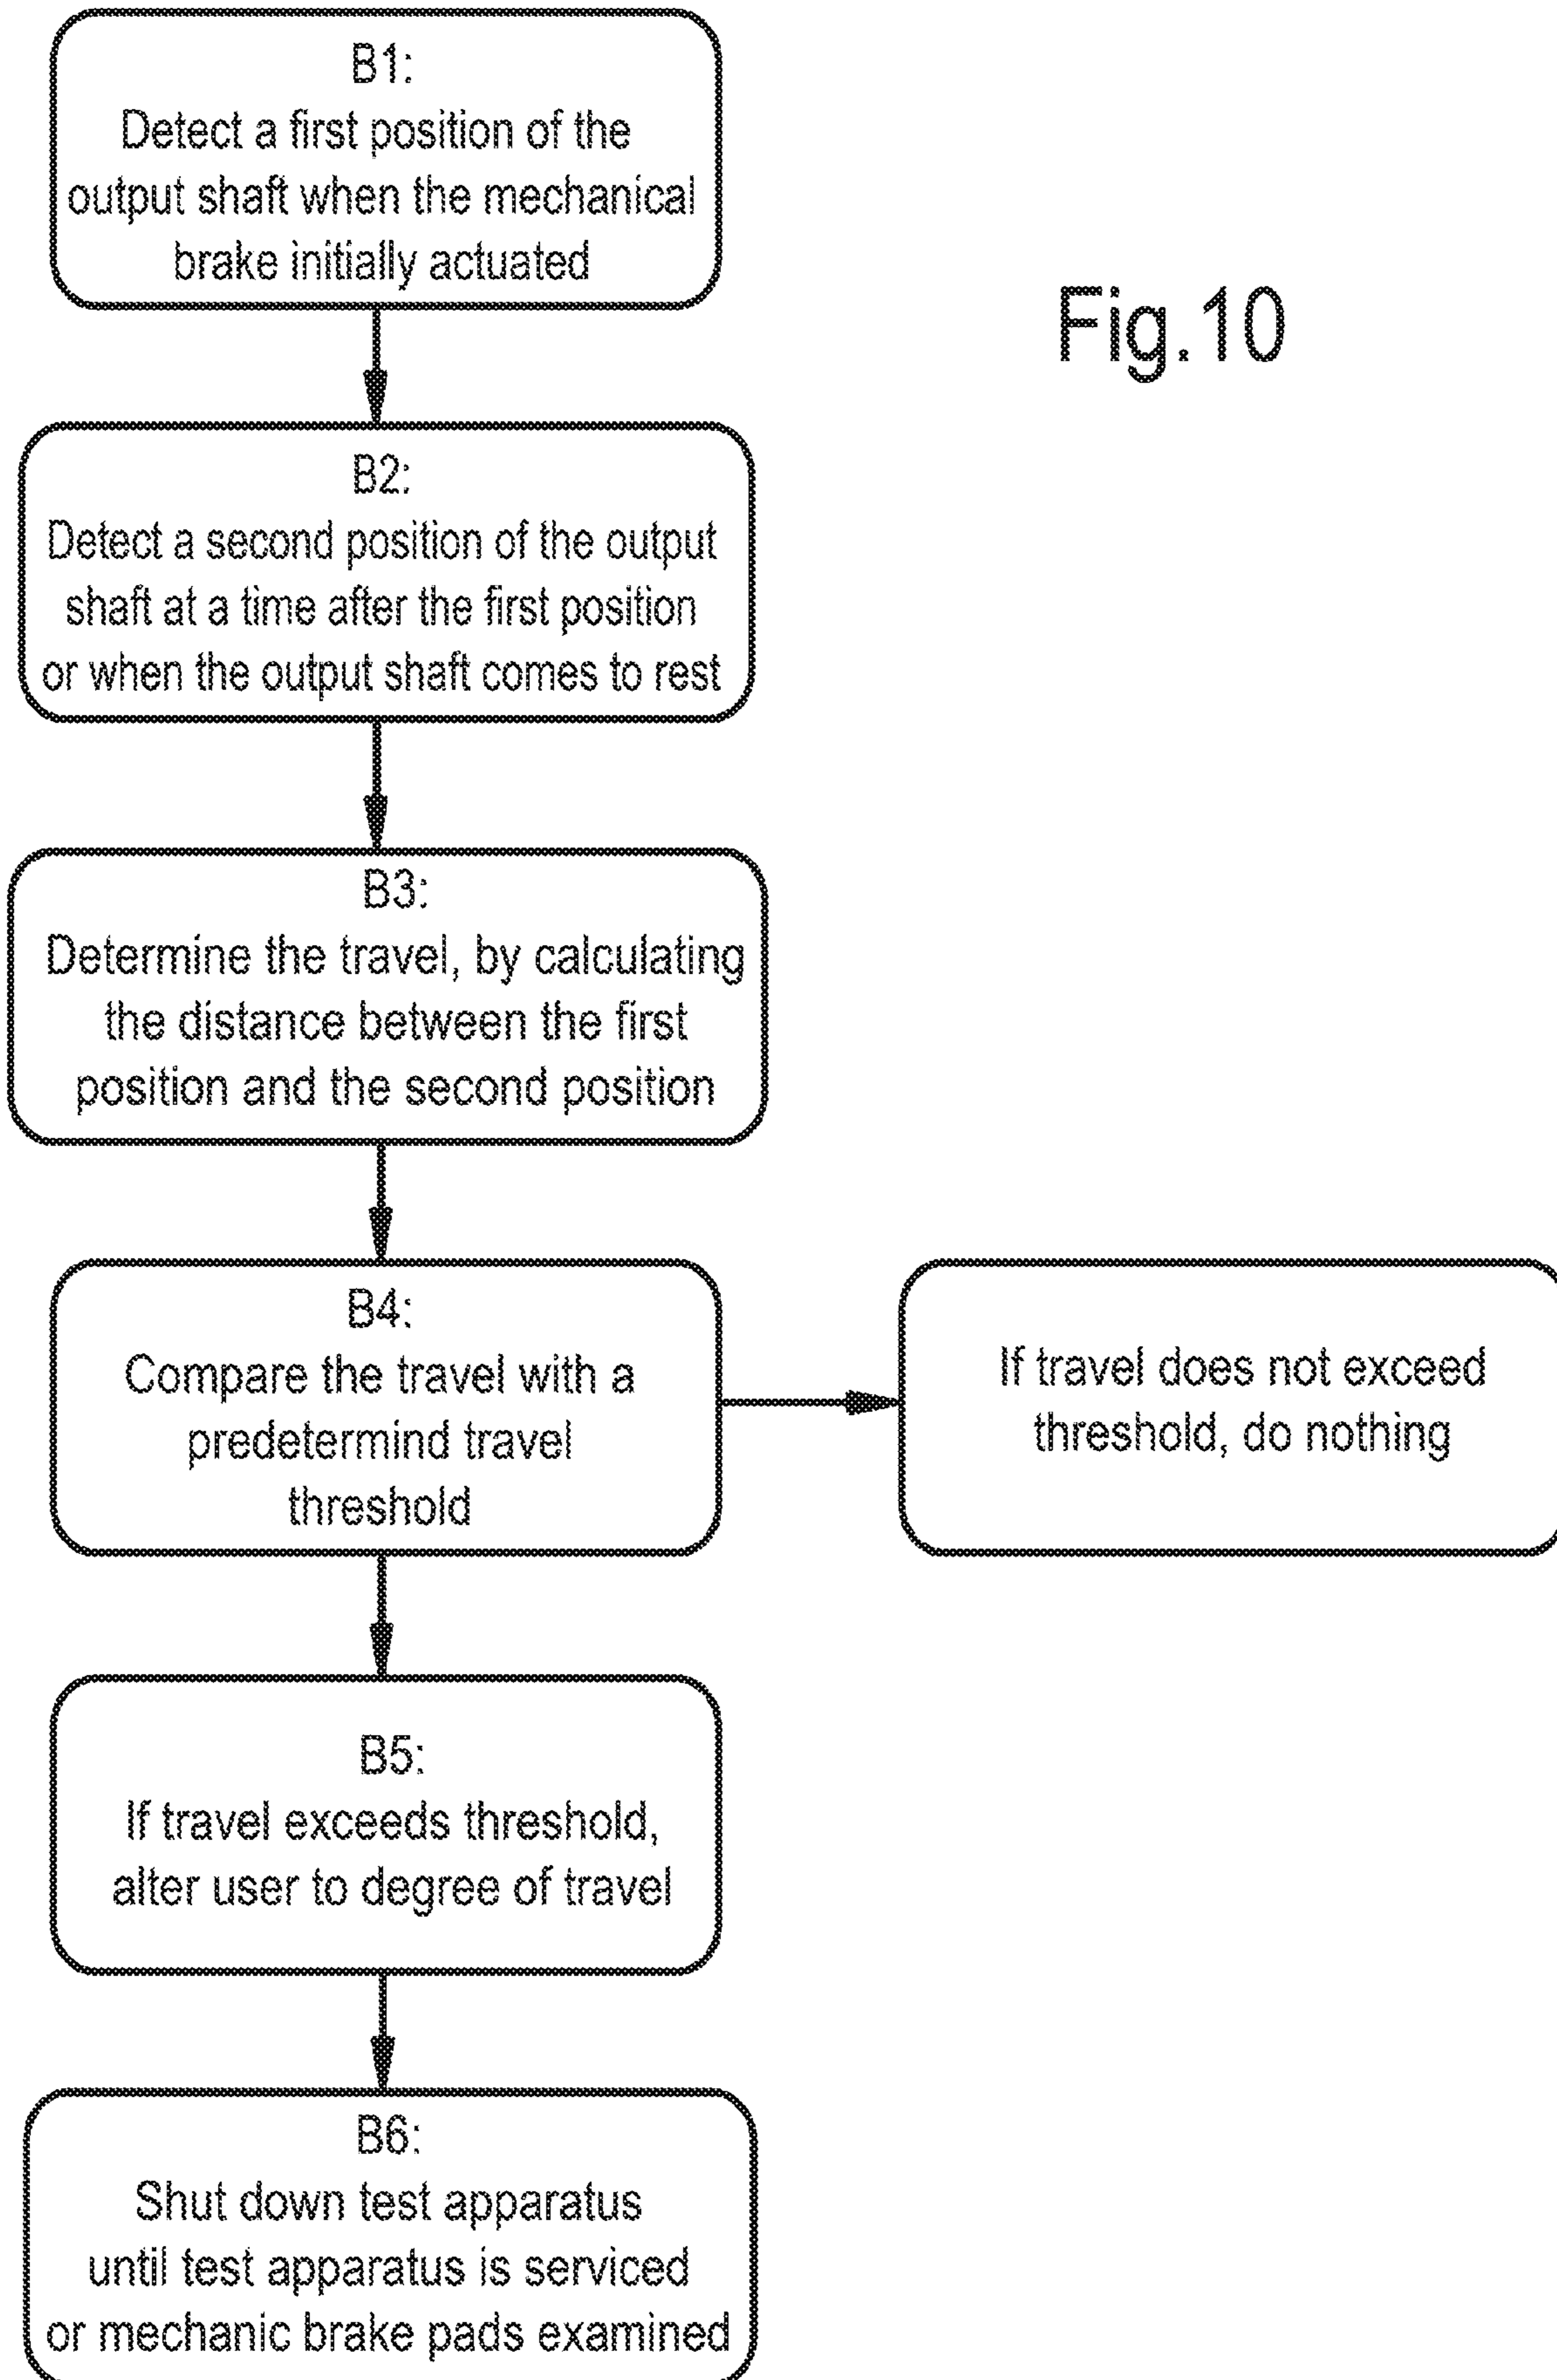 B1:
Detect a first position of the
output shaft when the mechanical
brake initially actuated
Fig.10
B2:
Detect a second position of the output
shaft at a time after the first position
or when the output shaft comes to rest
B3:
Determine the travel, by calculating
the distance between the first
position and the second position
B4:
Compare the travel with a
predetermind travel
threshold
If travel does not exceed
threshold, do nothing
B5:
If travel exceeds threshold,
alter user to degree of travel
B6:
Shut down test apparatus
until test apparatus is serviced
or mechanic brake pads examined